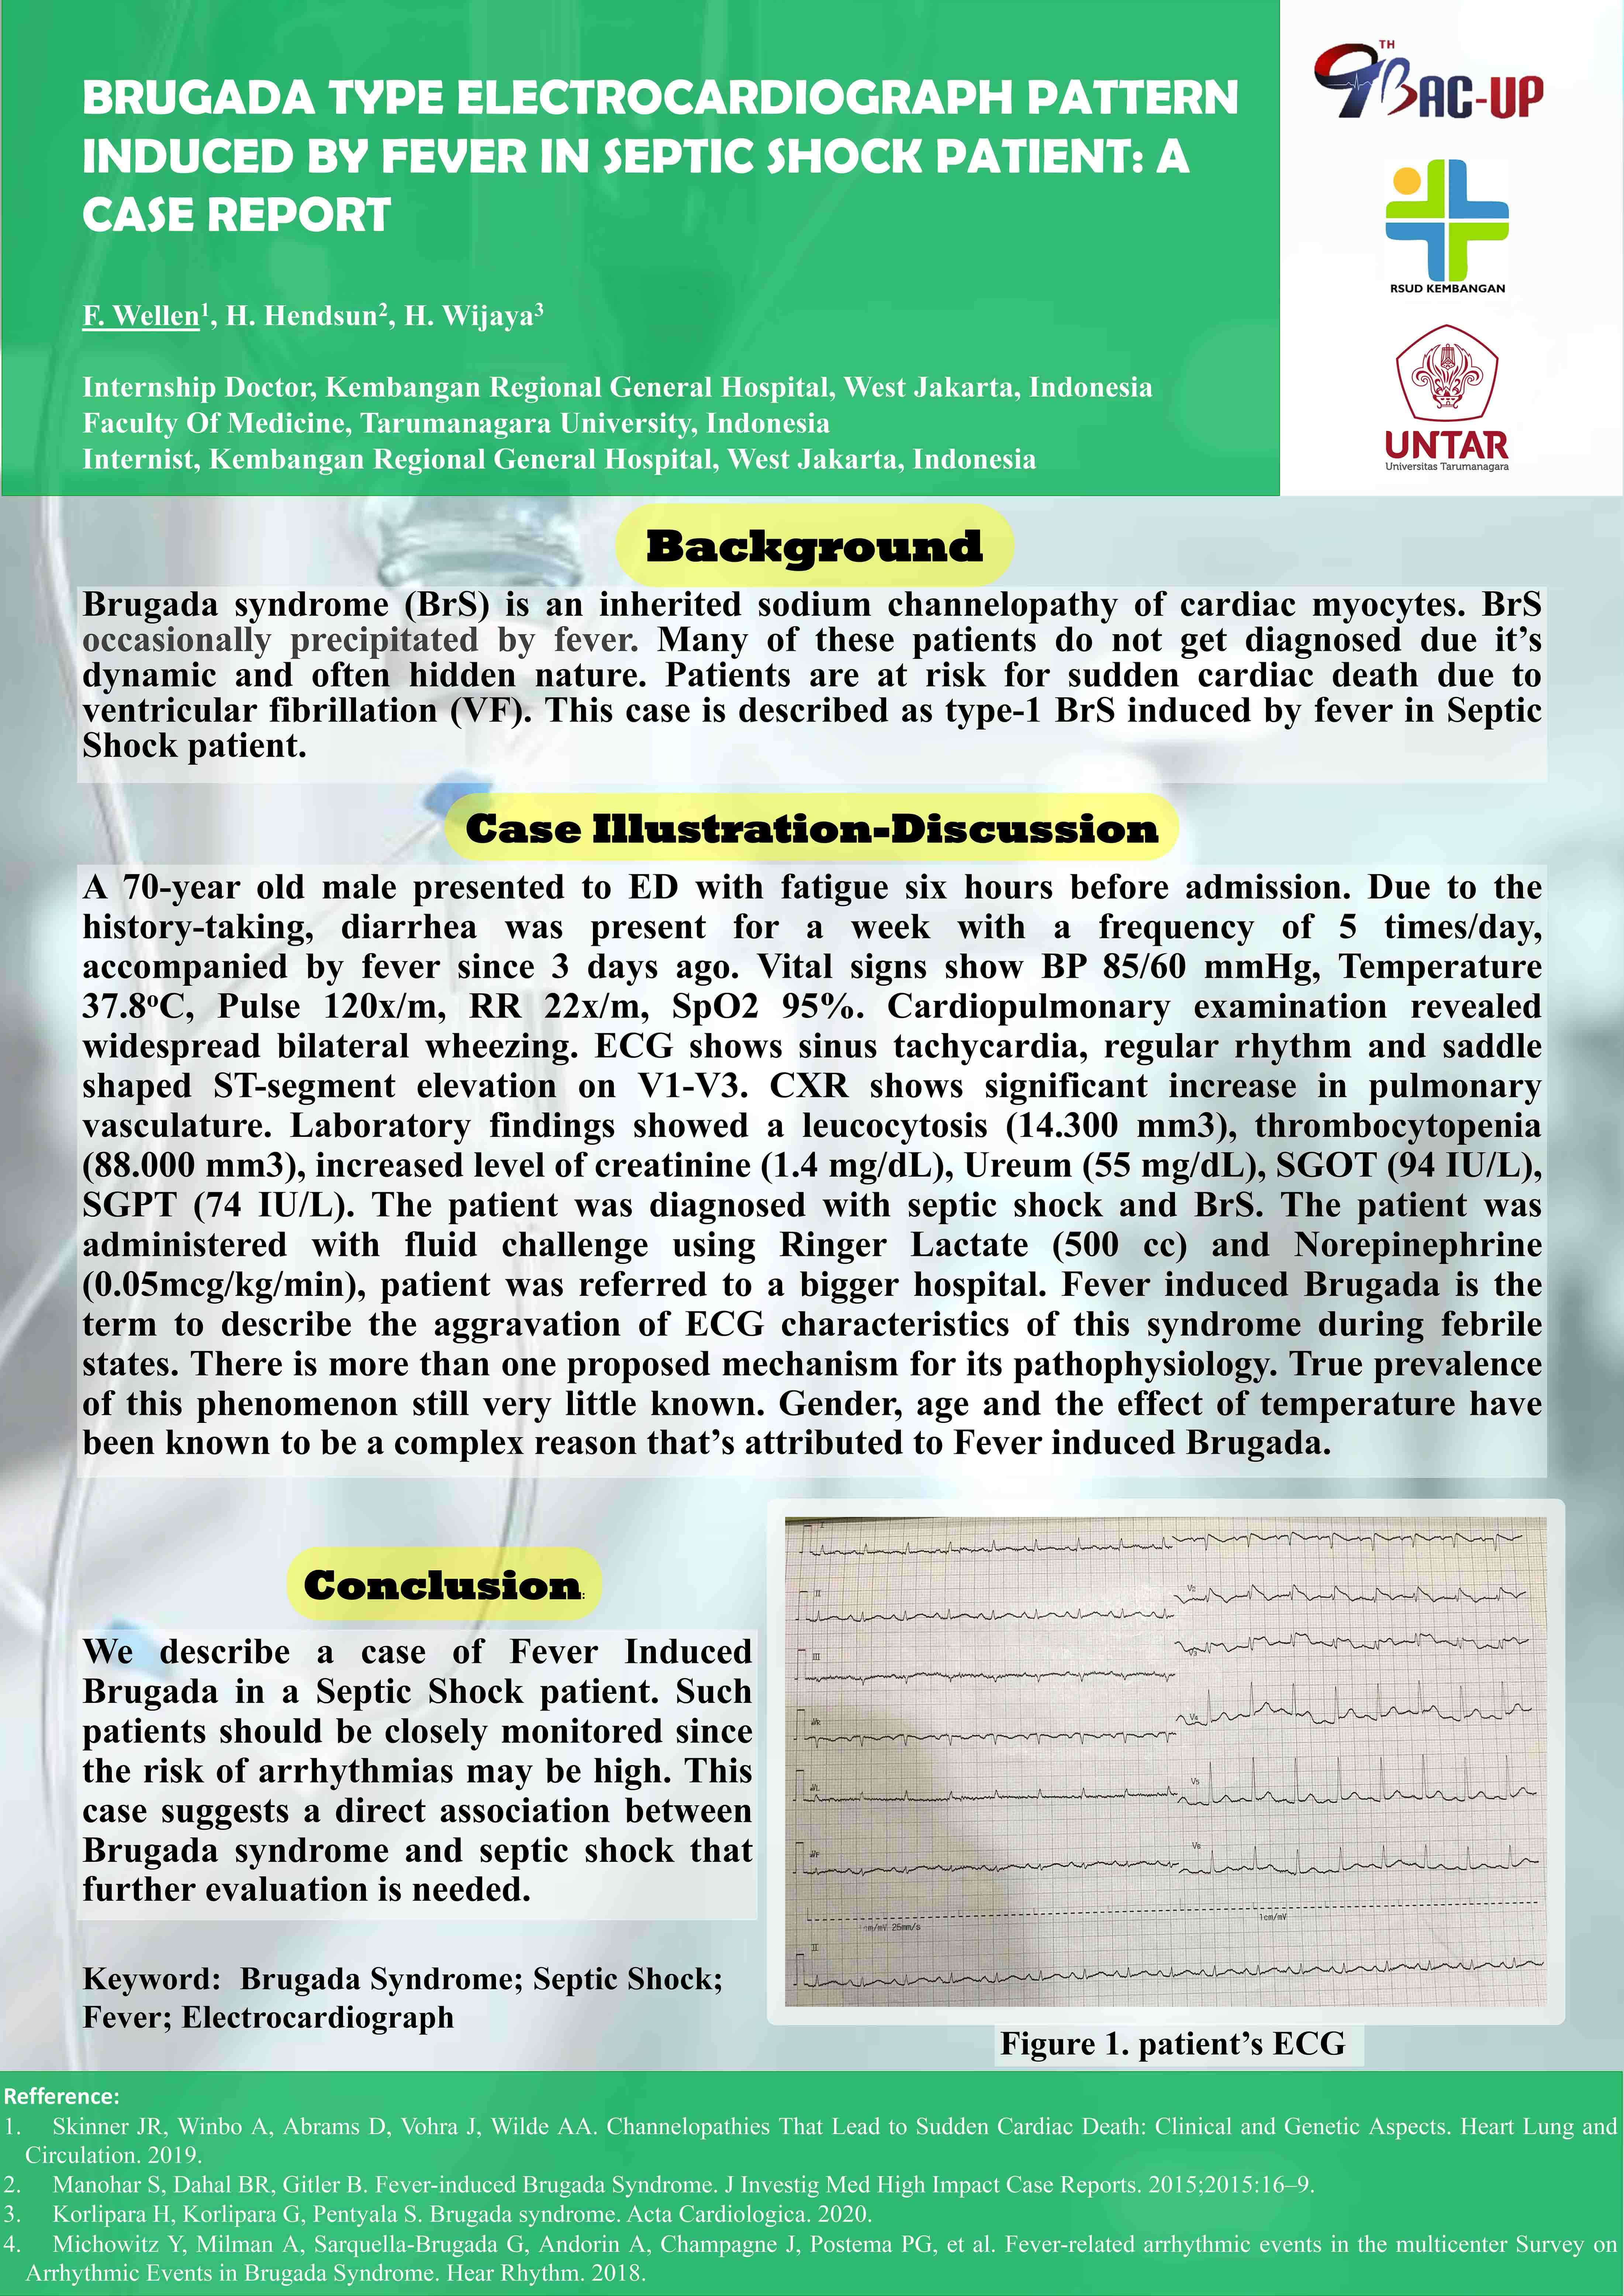 BRUGADA TYPE ELECTROCARDIOGRAPH PATTERN
INDUCED BY FEVER IN SEPTIC SHOCK PATIENT: A
CASE REPORT
F. Wellen1, H. Hendsun2, H. Wijaya3
Internship Doctor, Kembangan Regional General Hospital, West Jakarta, Indonesia
Faculty Of Medicine, Tarumanagara University, Indonesia
Internist, Kembangan Regional General Hospital, West Jakarta, Indonesia
9TH BAC-UP
RSUD KEMBANGAN
UNTAR
Universitas Tarumanagara
Background
Brugada syndrome (BrS) is an inherited sodium channelopathy of cardiac myocytes. BrS
occasionally precipitated by fever. Many of these patients do not get diagnosed due it's
dynamic and often hidden nature. Patients are at risk for sudden cardiac death due to
ventricular fibrillation (VF). This case is described as type-1 BrS induced by fever in Septic
Shock patient.
Case Illustration-Discussion
A 70-year old male presented to ED with fatigue six hours before admission. Due to the
history-taking, diarrhea was present for a week with a frequency of 5 times/day,
accompanied by fever since 3 days ago. Vital signs show BP 85/60 mmHg, Temperature
37.8ºC, Pulse 120x/m, RR 22x/m, SpO2 95%. Cardiopulmonary examination revealed
widespread bilateral wheezing. ECG shows sinus tachycardia, regular rhythm and saddle
shaped ST-segment elevation on V1-V3. CXR shows significant increase in pulmonary
vasculature. Laboratory findings showed a leucocytosis (14.300 mm3), thrombocytopenia
(88.000 mm3), increased level of creatinine (1.4 mg/dL), Ureum (55 mg/dL), SGOT (94 IU/L),
SGPT (74 IU/L). The patient was diagnosed with septic shock and BrS. The patient was
administered with fluid challenge using Ringer Lactate (500 cc) and Norepinephrine
(0.05mcg/kg/min), patient was referred to a bigger hospital. Fever induced Brugada is the
term to describe the aggravation of ECG characteristics of this syndrome during febrile
states. There is more than one proposed mechanism for its pathophysiology. True prevalence
of this phenomenon still very little known. Gender, age and the effect of temperature have
been known to be a complex reason that's attributed to Fever induced Brugada.
Conclusion:
We describe a case of Fever Induced
Brugada in a Septic Shock patient. Such
patients should be closely monitored since
the risk of arrhythmias may be high. This
case suggests a direct association between
Brugada syndrome and septic shock that
further evaluation is needed.
Keyword: Brugada Syndrome; Septic Shock;
Fever; Electrocardiograph
I
II
III
aVR
aVL
aVF
V2
V3
V4
V5
V6
cm/mV 25mm/s
1cm/mV
II
Figure 1. patient's ECG
Refference:
1. Skinner JR, Winbo A, Abrams D, Vohra J, Wilde AA. Channelopathies That Lead to Sudden Cardiac Death: Clinical and Genetic Aspects. Heart Lung and
Circulation. 2019.
2. Manohar S, Dahal BR, Gitler B. Fever-induced Brugada Syndrome. J Investig Med High Impact Case Reports. 2015;2015:16–9.
3. Korlipara H, Korlipara G, Pentyala S. Brugada syndrome. Acta Cardiologica. 2020.
4. Michowitz Y, Milman A, Sarquella-Brugada G, Andorin A, Champagne J, Postema PG, et al. Fever-related arrhythmic events in the multicenter Survey on
Arrhythmic Events in Brugada Syndrome. Hear Rhythm. 2018.